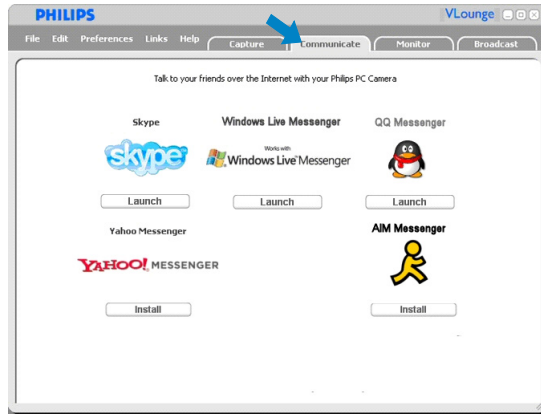 PHILIPS VLounge
File Edit Preferences Links Help Capture Communicate Monitor Broadcast
Talk to your friends over the Internet with your Philips PC Camera
Skype Windows Live Messenger QQ Messenger
skype Works with
Windows Live Messenger
Launch Launch Launch
Yahoo Messenger AIM Messenger
YAHOO! MESSENGER
Install Install